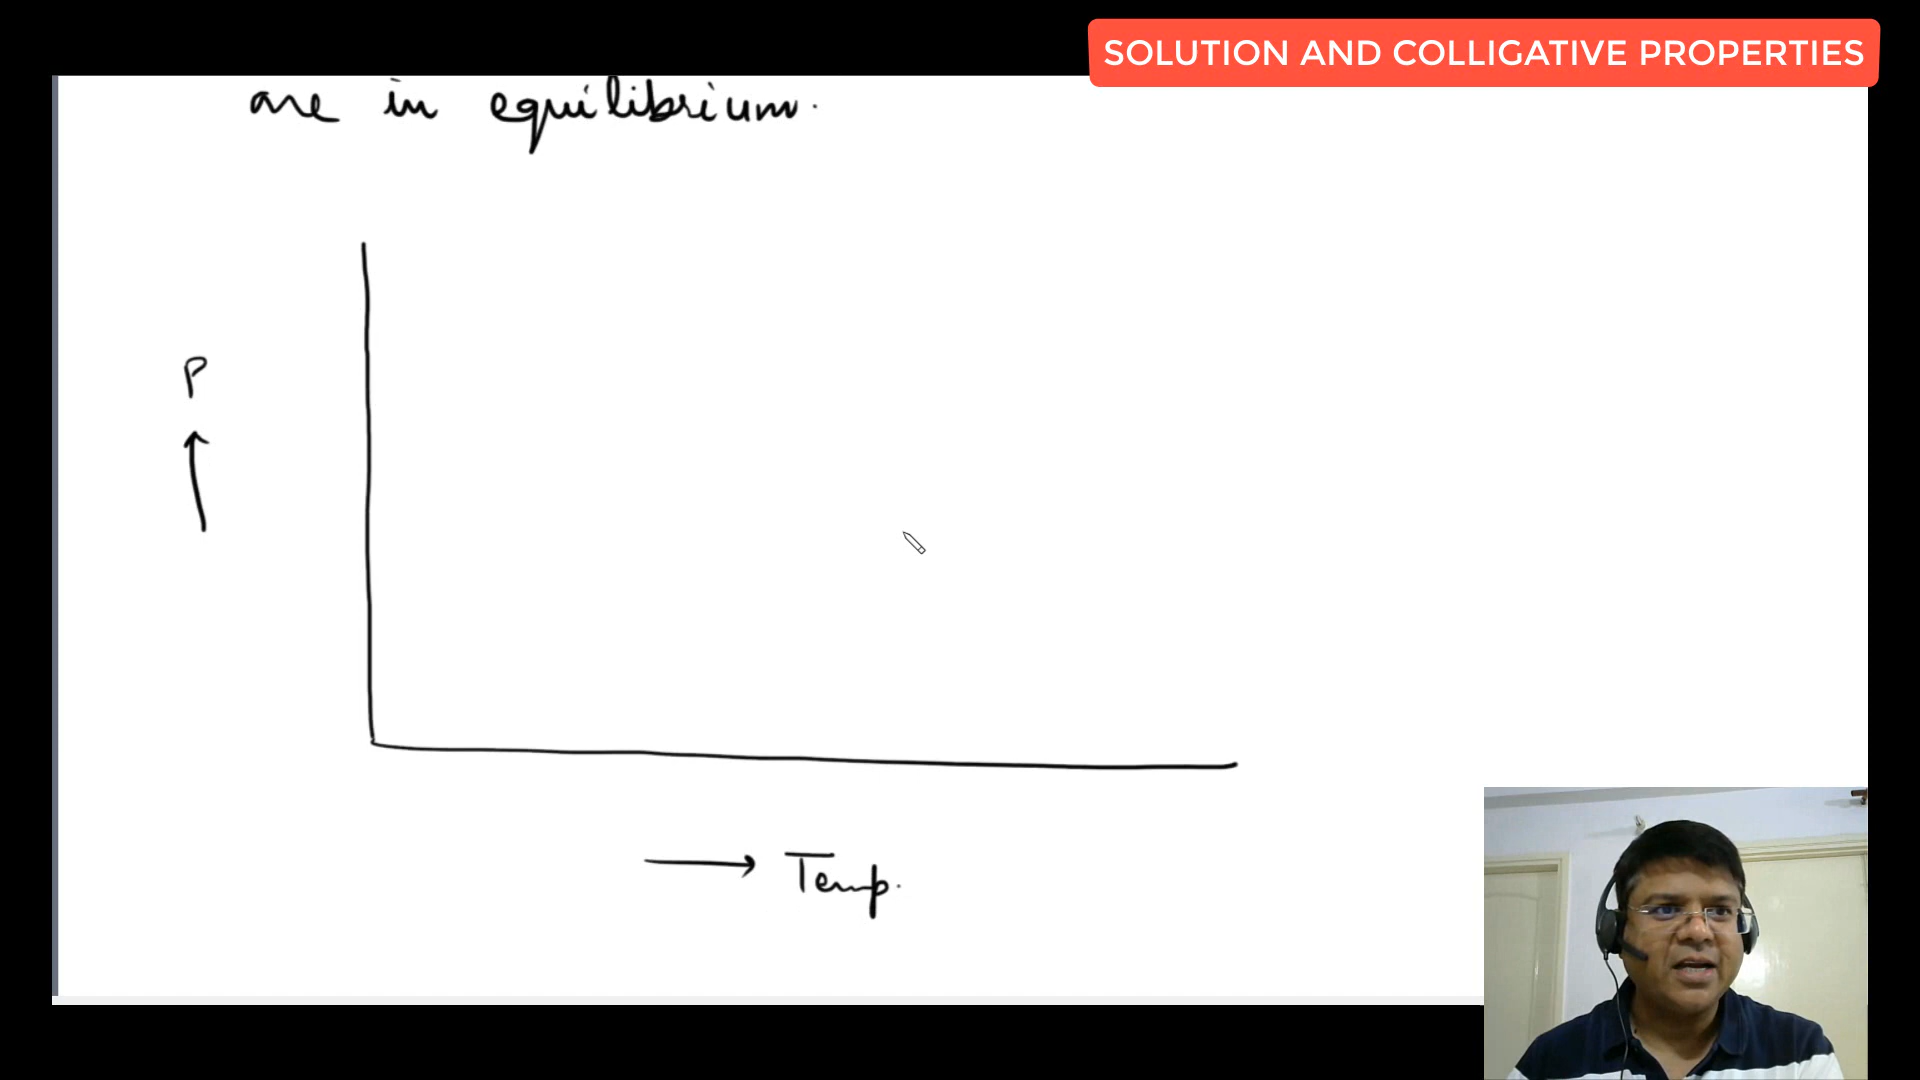 SOLUTION AND COLLIGATIVE PROPERTIES
are in equilibrium.
P
Temp.